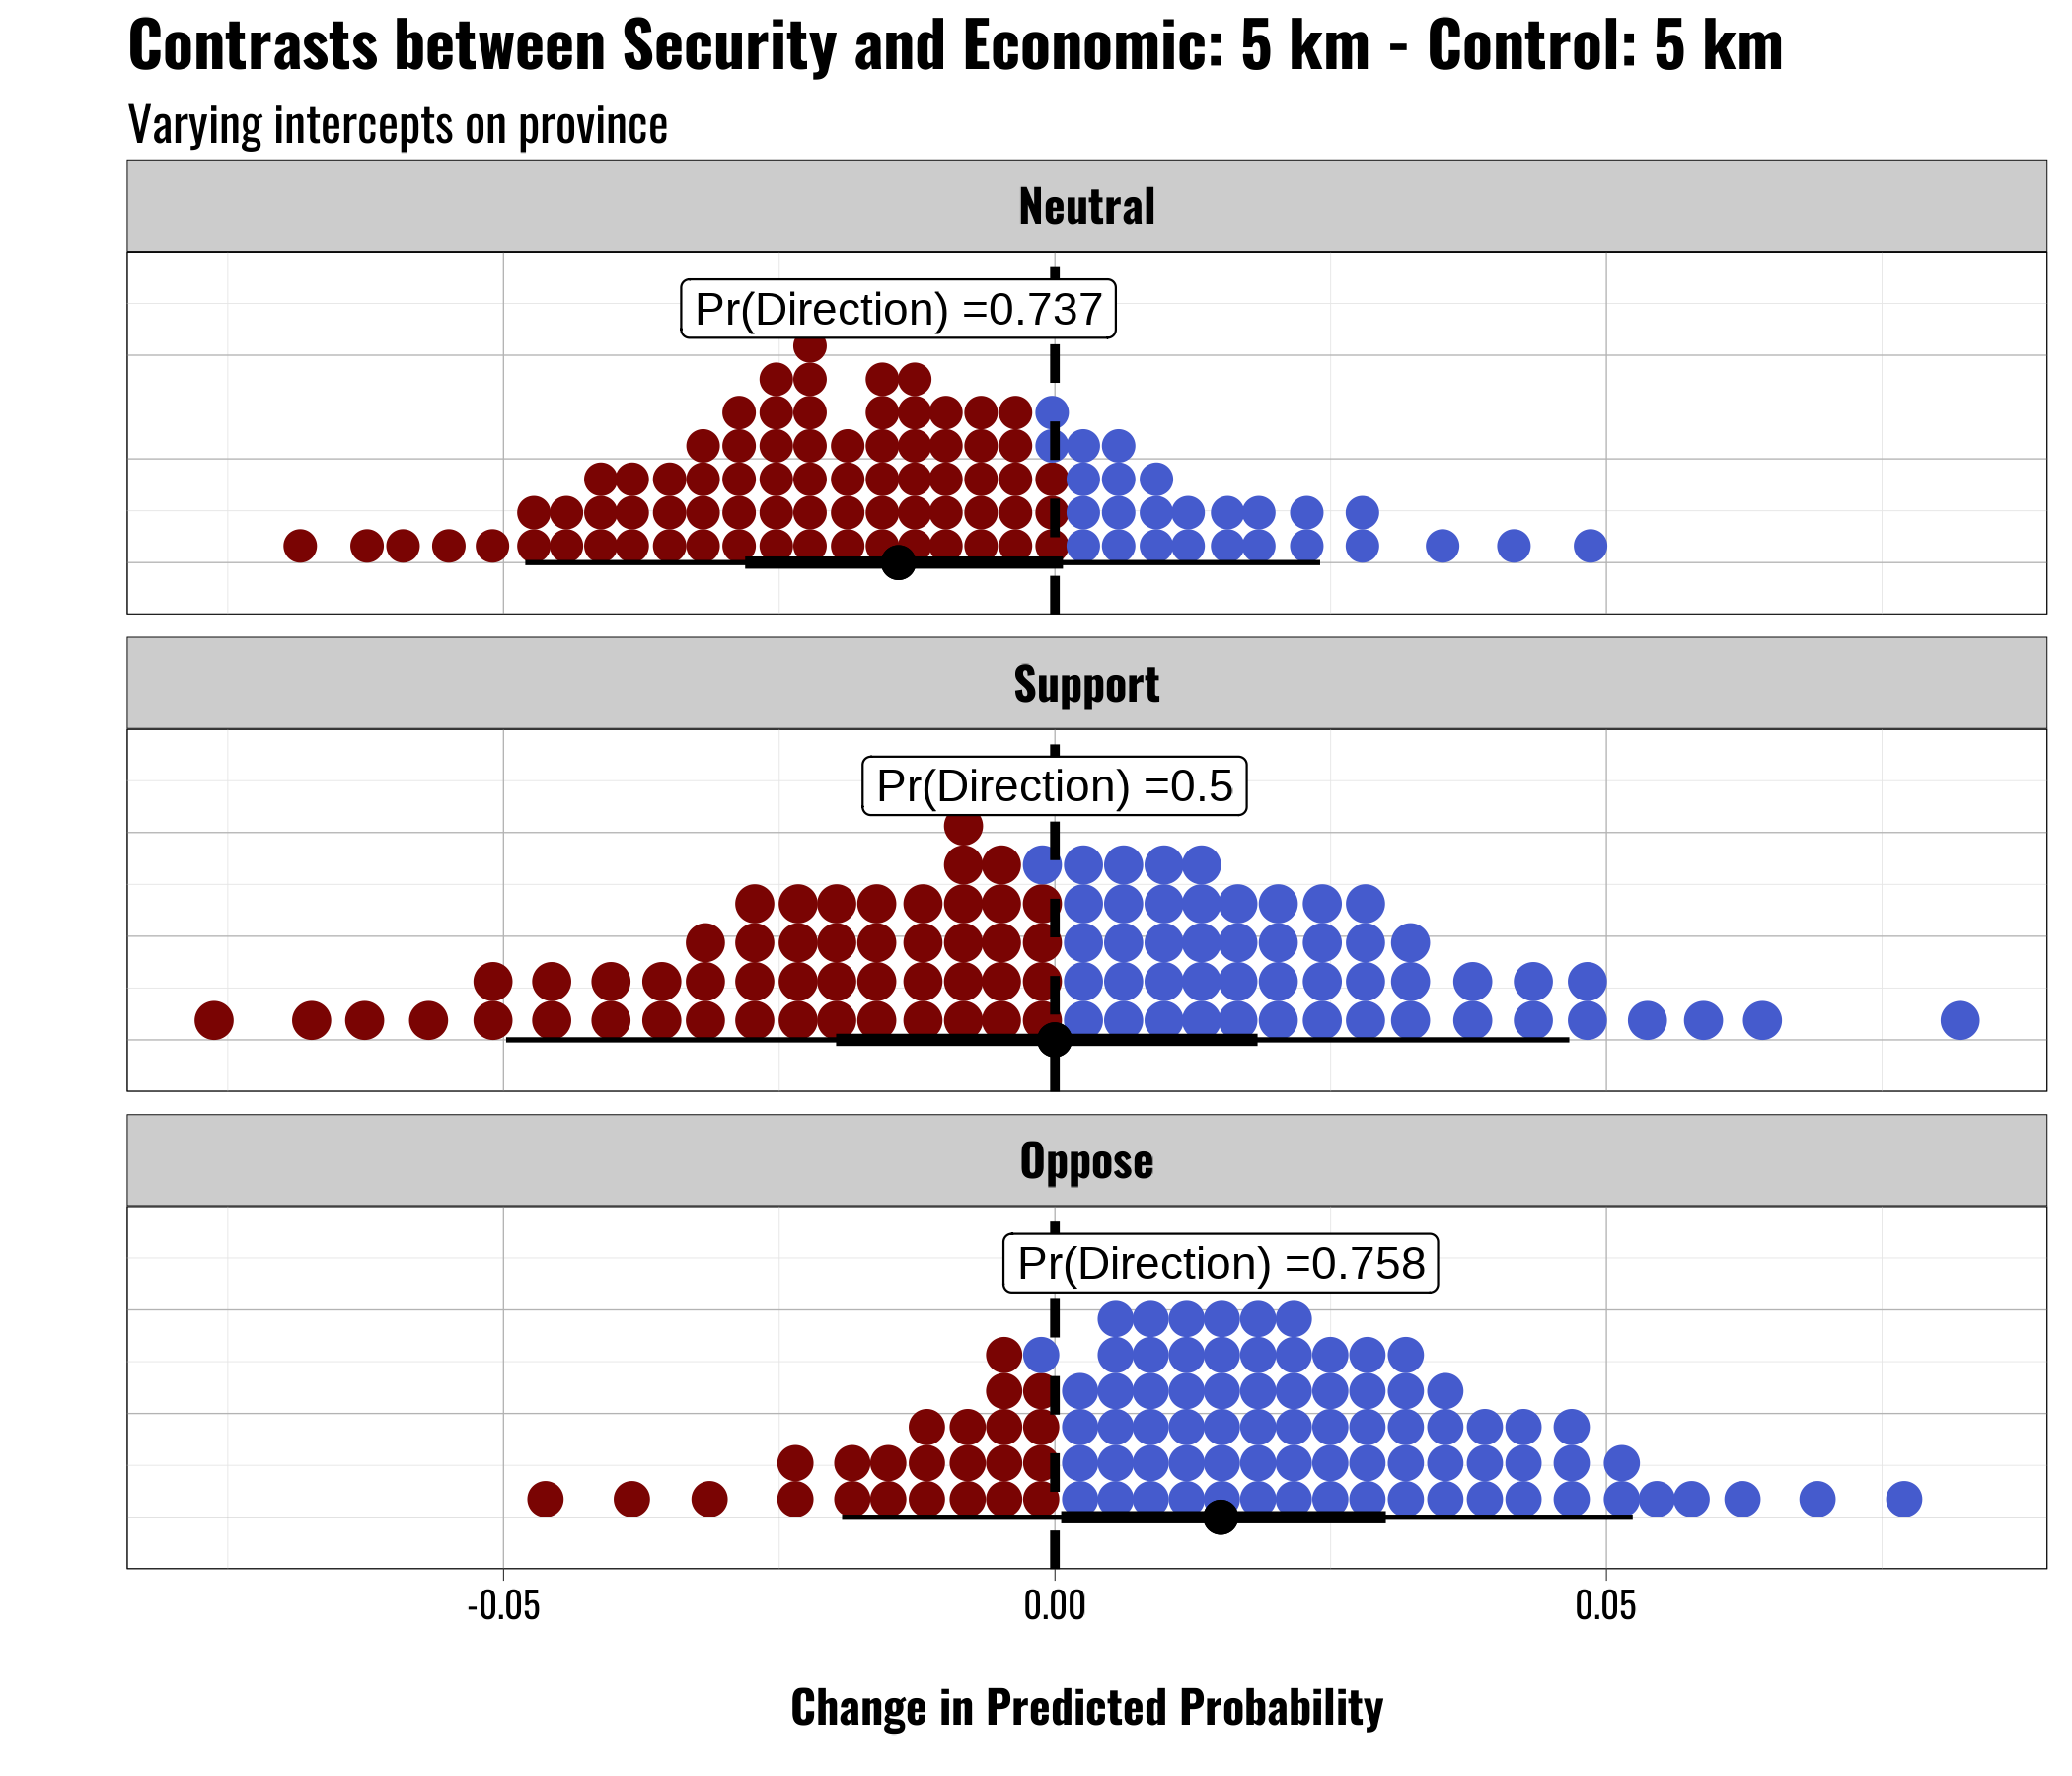 Contrasts between Security and Economic: 5 km - Control: 5 km
Varying intercepts on province
Neutral
Pr(Direction) =0.737
Support
Pr(Direction) =0.5
Oppose
Pr(Direction) =0.758
-0.05 0.00 0.05
Change in Predicted Probability